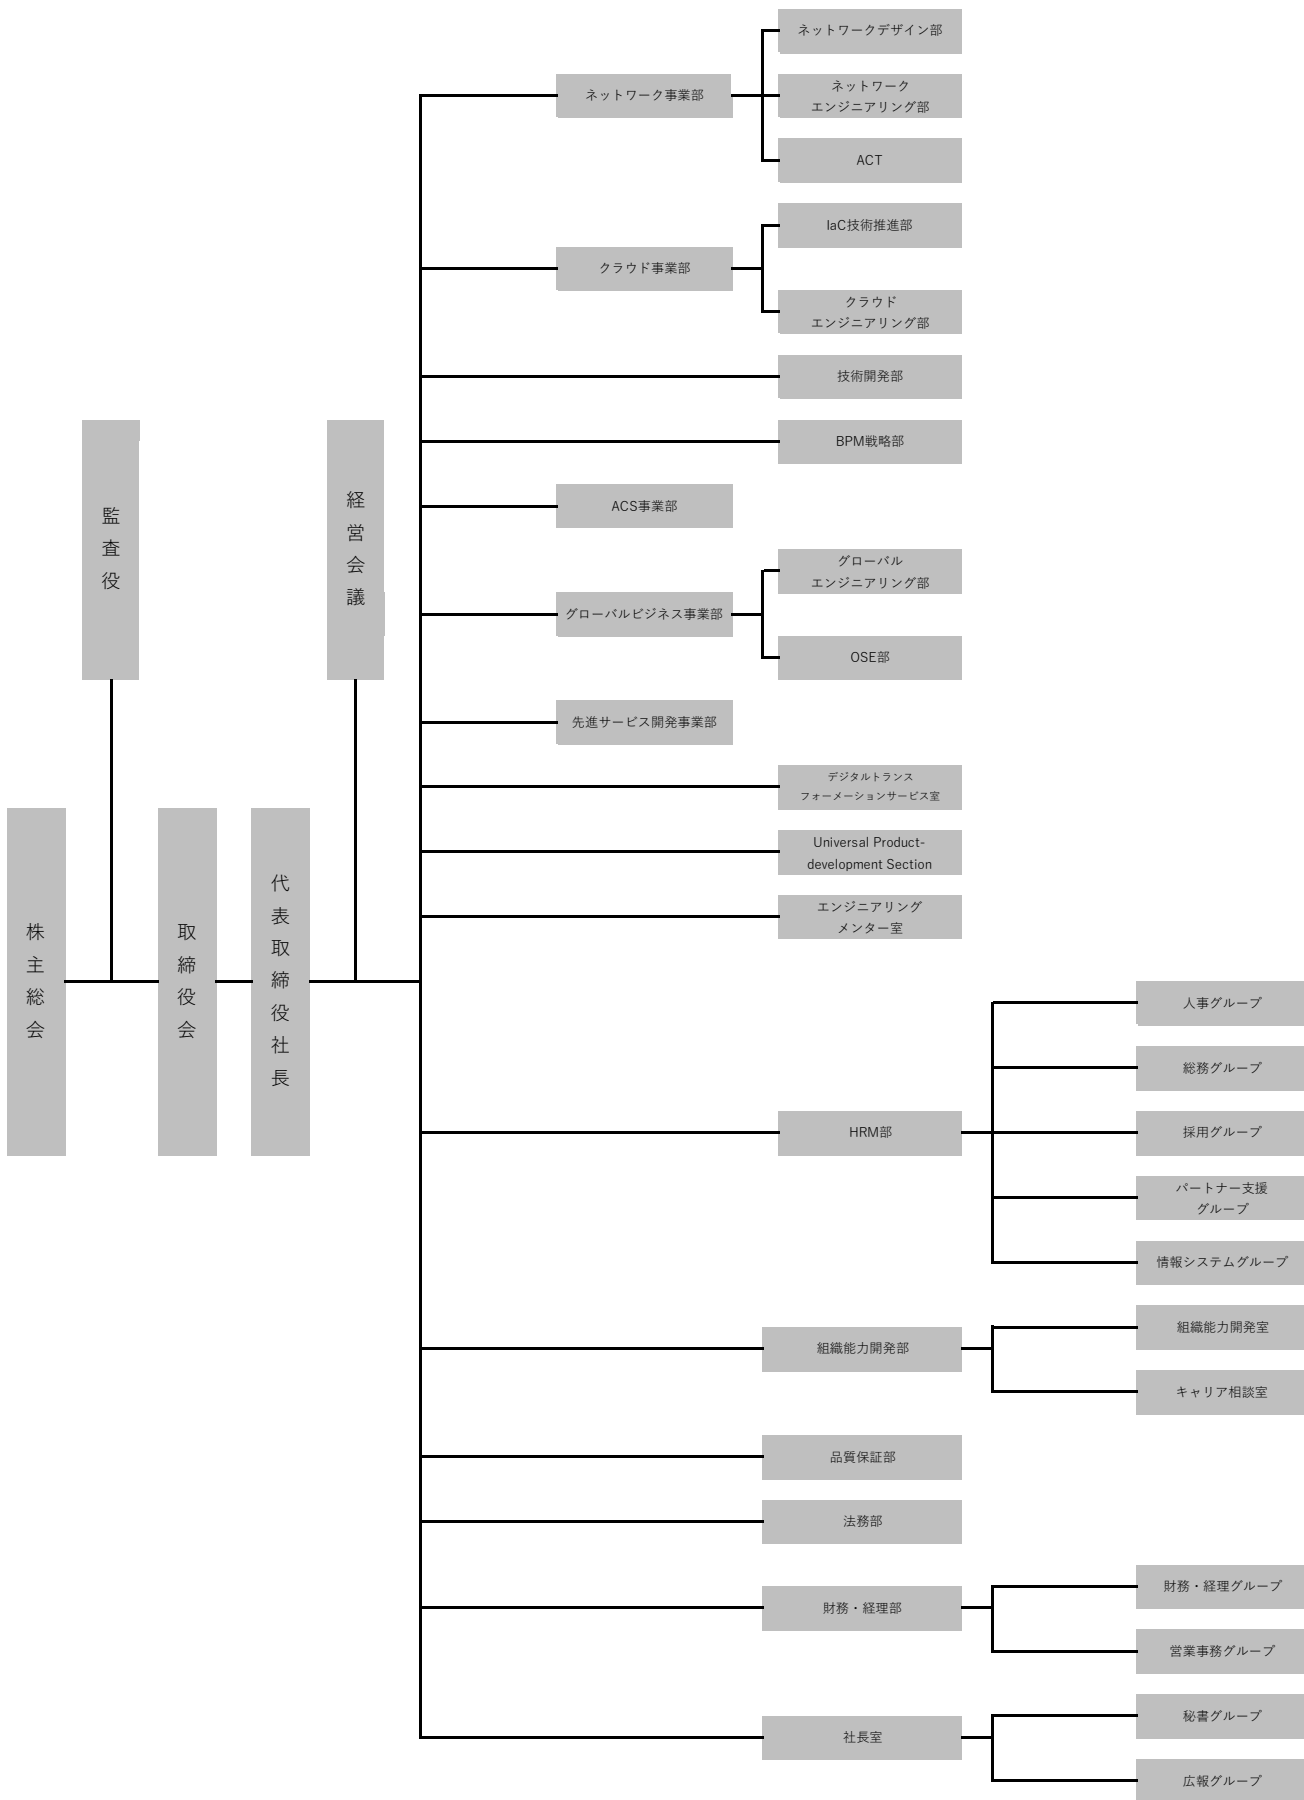 ネットワークデザイン部
ネットワーク事業部
ネットワーク
エンジニアリング部
ACT
IaC技術推進部
クラウド事業部
クラウド
エンジニアリング部
技術開発部
BPM戦略部
監査役
経営会議
ACS事業部
グローバル
エンジニアリング部
グローバルビジネス事業部
OSE部
先進サービス開発事業部
デジタルトランス
フォーメーションサービス室
Universal Product-
development Section
エンジニアリング
メンター室
株主総会
取締役会
代表取締役社長
人事グループ
総務グループ
HRM部
採用グループ
パートナー支援
グループ
情報システムグループ
組織能力開発部
組織能力開発室
キャリア相談室
品質保証部
法務部
財務・経理部
財務・経理グループ
営業事務グループ
社長室
秘書グループ
広報グループ